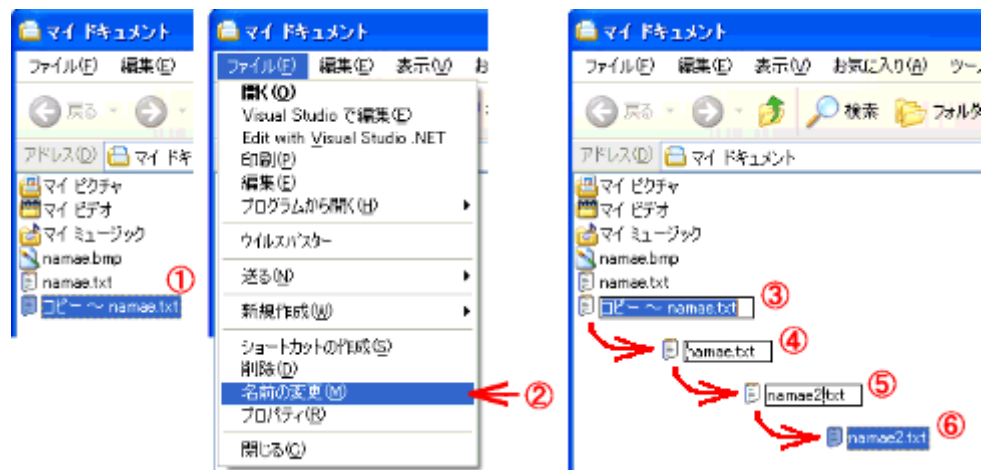 マイ ドキュメント
ファイル(F) 編集(E)
戻る
アドレス(D) マイ ドキ
マイ ピクチャ
マイ ビデオ
マイ ミュージック
namae.bmp
namae.txt ①
コピー ～ namae.txt
マイ ドキュメント
ファイル(F) 編集(E) 表示(V) お
開く(O)
Visual Studio で編集(E)
Edit with Visual Studio .NET
印刷(P)
編集(E)
プログラムから開く(H)
ウイルスバスター
送る(N)
新規作成(W)
ショートカットの作成(S)
削除(D)
名前の変更(M) ②
プロパティ(R)
閉じる(C)
マイ ドキュメント
ファイル(F) 編集(E) 表示(V) お気に入り(A) ツール
戻る 検索 フォルダ
アドレス(D) マイ ドキュメント
マイ ピクチャ
マイ ビデオ
マイ ミュージック
namae.bmp
namae.txt
コピー ～ namae.txt ③
namae.txt ④
namae2.txt ⑤
namae2.txt ⑥